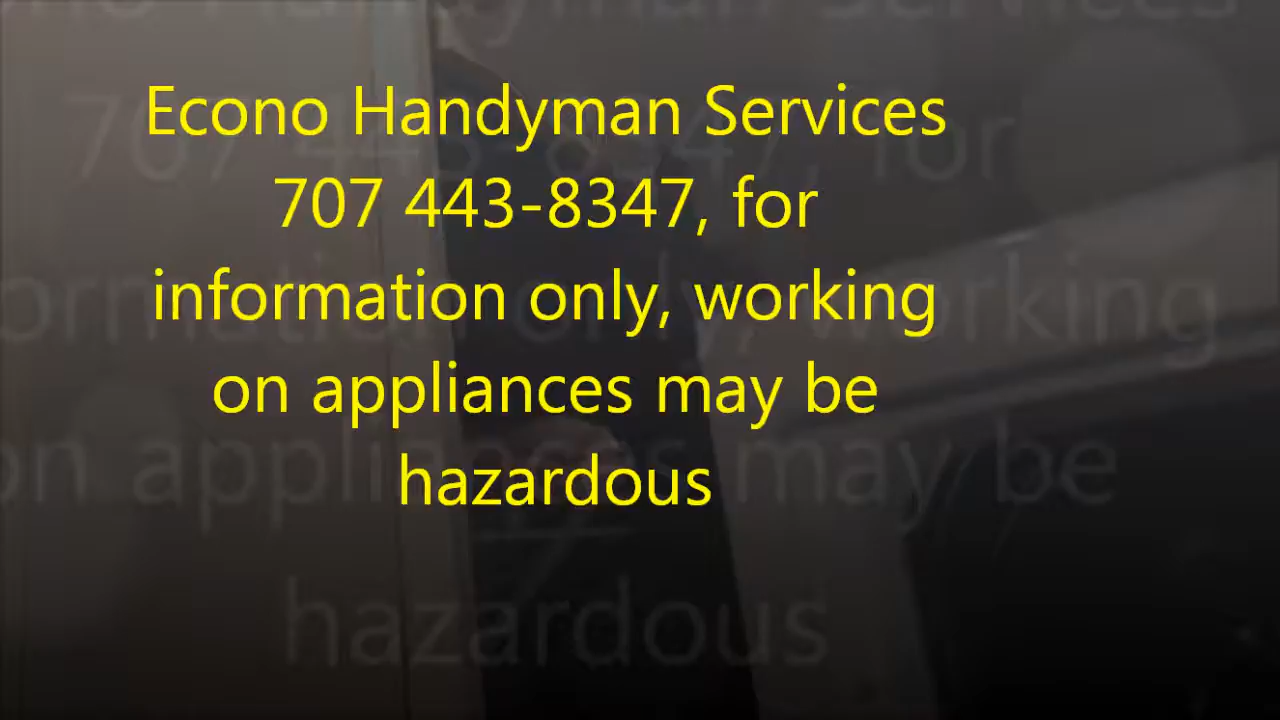 Econo Handyman Services
707 443-8347, for
information only, working
on appliances may be
hazardous